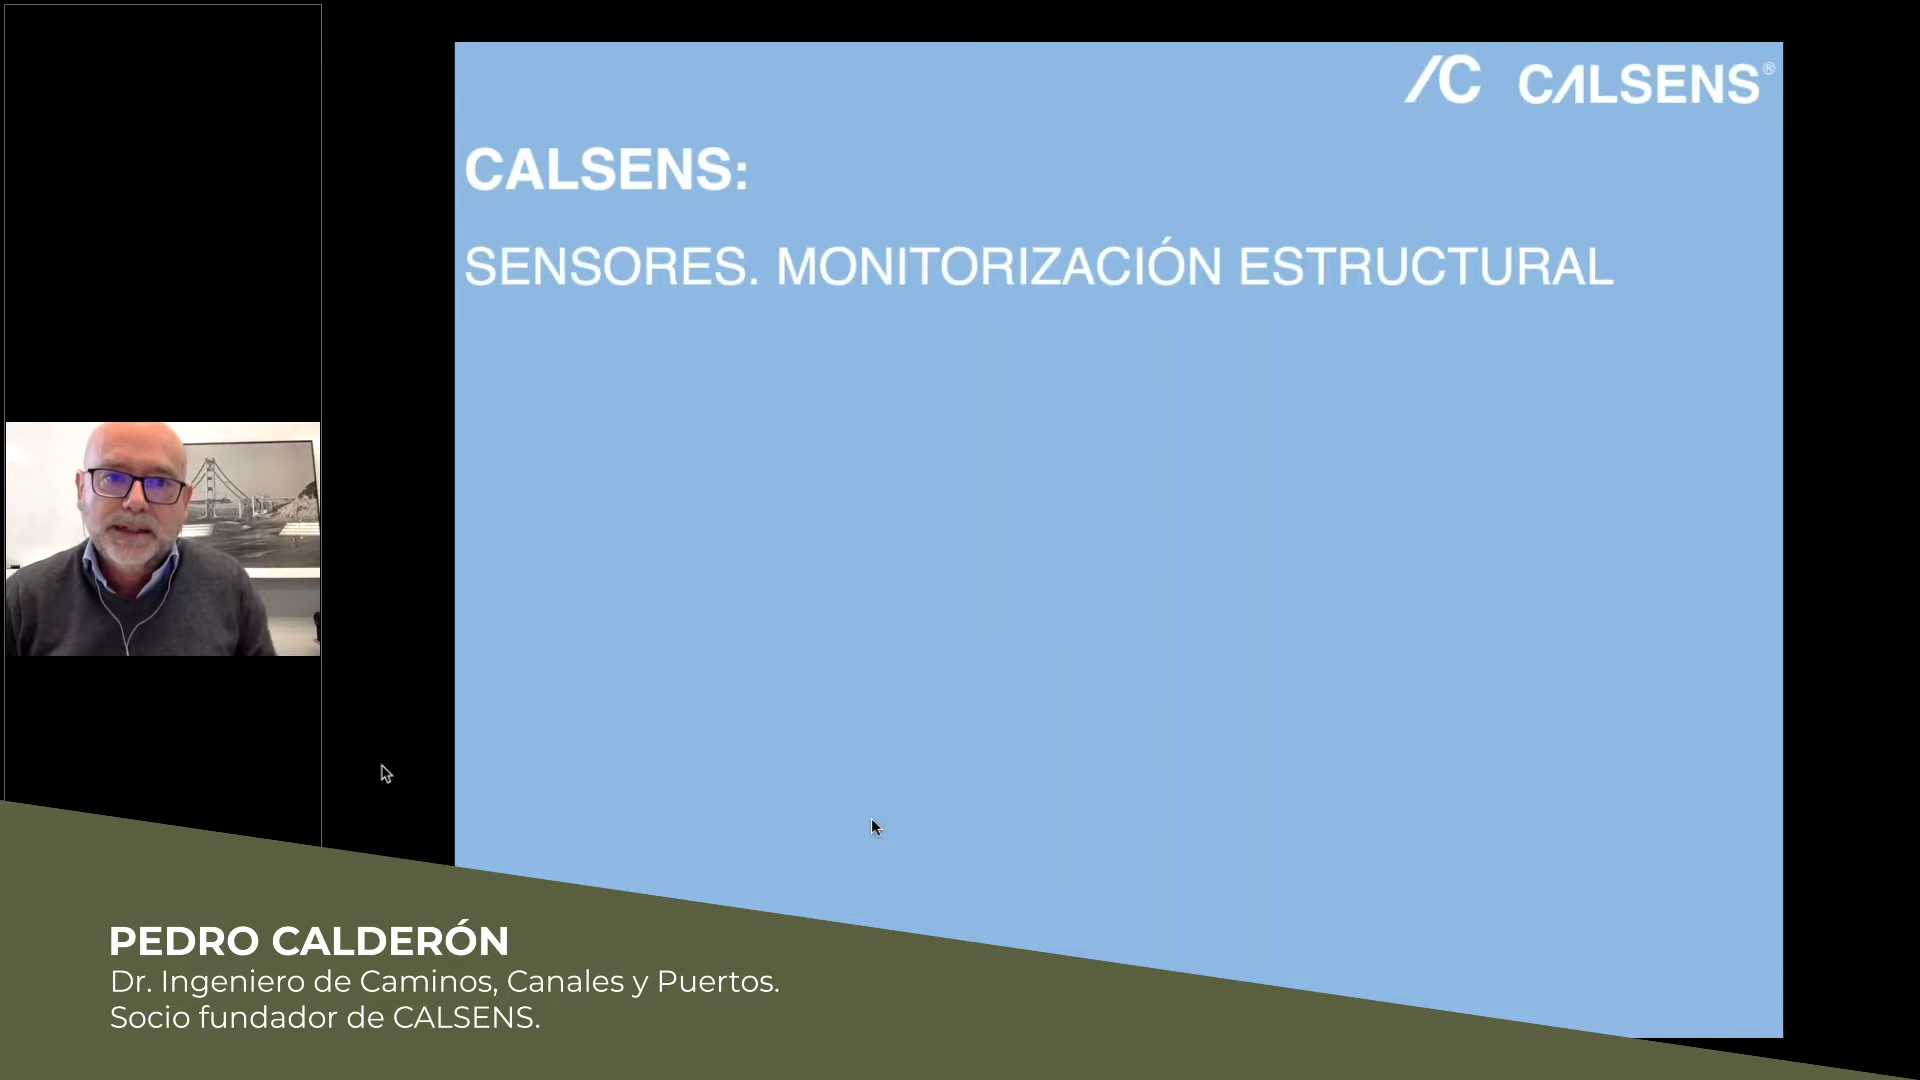 /C CALSENS®
CALSENS:
SENSORES. MONITORIZACIÓN ESTRUCTURAL
PEDRO CALDERÓN
Dr. Ingeniero de Caminos, Canales y Puertos.
Socio fundador de CALSENS.